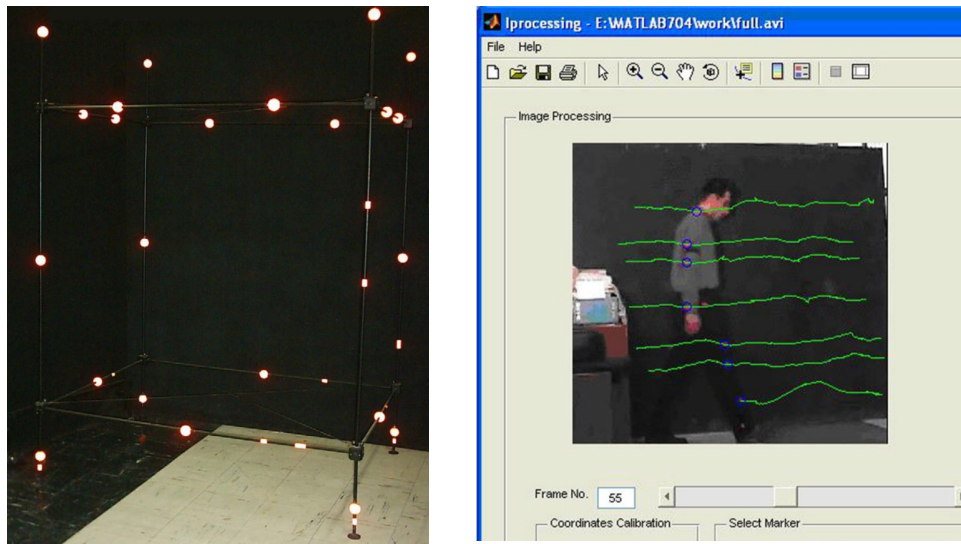 Iprocessing - E:\MATLAB704\work\full.avi
File Help
Image Processing
Frame No. 55
Coordinates Calibration Select Marker